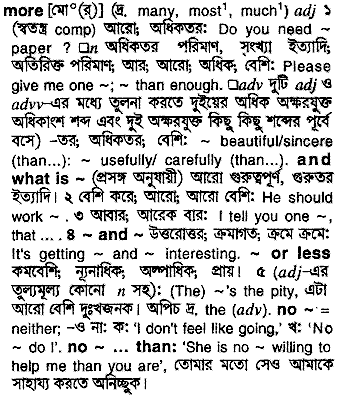 more [মো°(র্)] (দ্র. many, most¹, much¹) adj ১
(স্বতন্ত্র comp) আরো; অধিকতর: Do you need ~
paper ? □n অধিকতর পরিমাণ, সংখ্যা ইত্যাদি;
অতিরিক্ত পরিমাণ; আর; আরো; অধিক; বেশি: Please
give me one ~; ~ than enough. □adv দুটি adj ও
advv-এর মধ্যে তুলনা করতে দুইয়ের অধিক অক্ষরযুক্ত
অধিকাংশ শব্দ এবং দুই অক্ষরযুক্ত কিছু কিছু শব্দের পূর্বে
বসে) –তর; অধিকতর; বেশি: ~ beautiful/sincere
(than...): ~ usefully/ carefully (than...). and
what is ~ (প্রসঙ্গ অনুযায়ী) আরো গুরুত্বপূর্ণ, গুরুতর
ইত্যাদি। ২ বেশি করে; আরো; আরো বেশি: He should
work ~. ৩ আবার; আরেক বার: I tell you one ~,
that .... ৪ ~ and ~ উত্তরোত্তর; ক্রমাগত; ক্রমে ক্রমে:
It's getting ~ and ~ interesting. ~ or less
কমবেশি; ন্যূনাধিক; অল্পাধিক; প্রায়। ৫ (adj–এর
তুল্যমূল্য কোনো n সহ): (The) ~'s the pity, এটা
আরো বেশি দুঃখজনক। অপিচ দ্র, the (adv). no ~ =
neither; –ও না: ক: 'I don't feel like going,' খ: 'No
~ do I'. no ~ ... than: 'She is no ~ willing to
help me than you are', তোমার মতো সেও আমাকে
সাহায্য করতে অনিচ্ছুক।